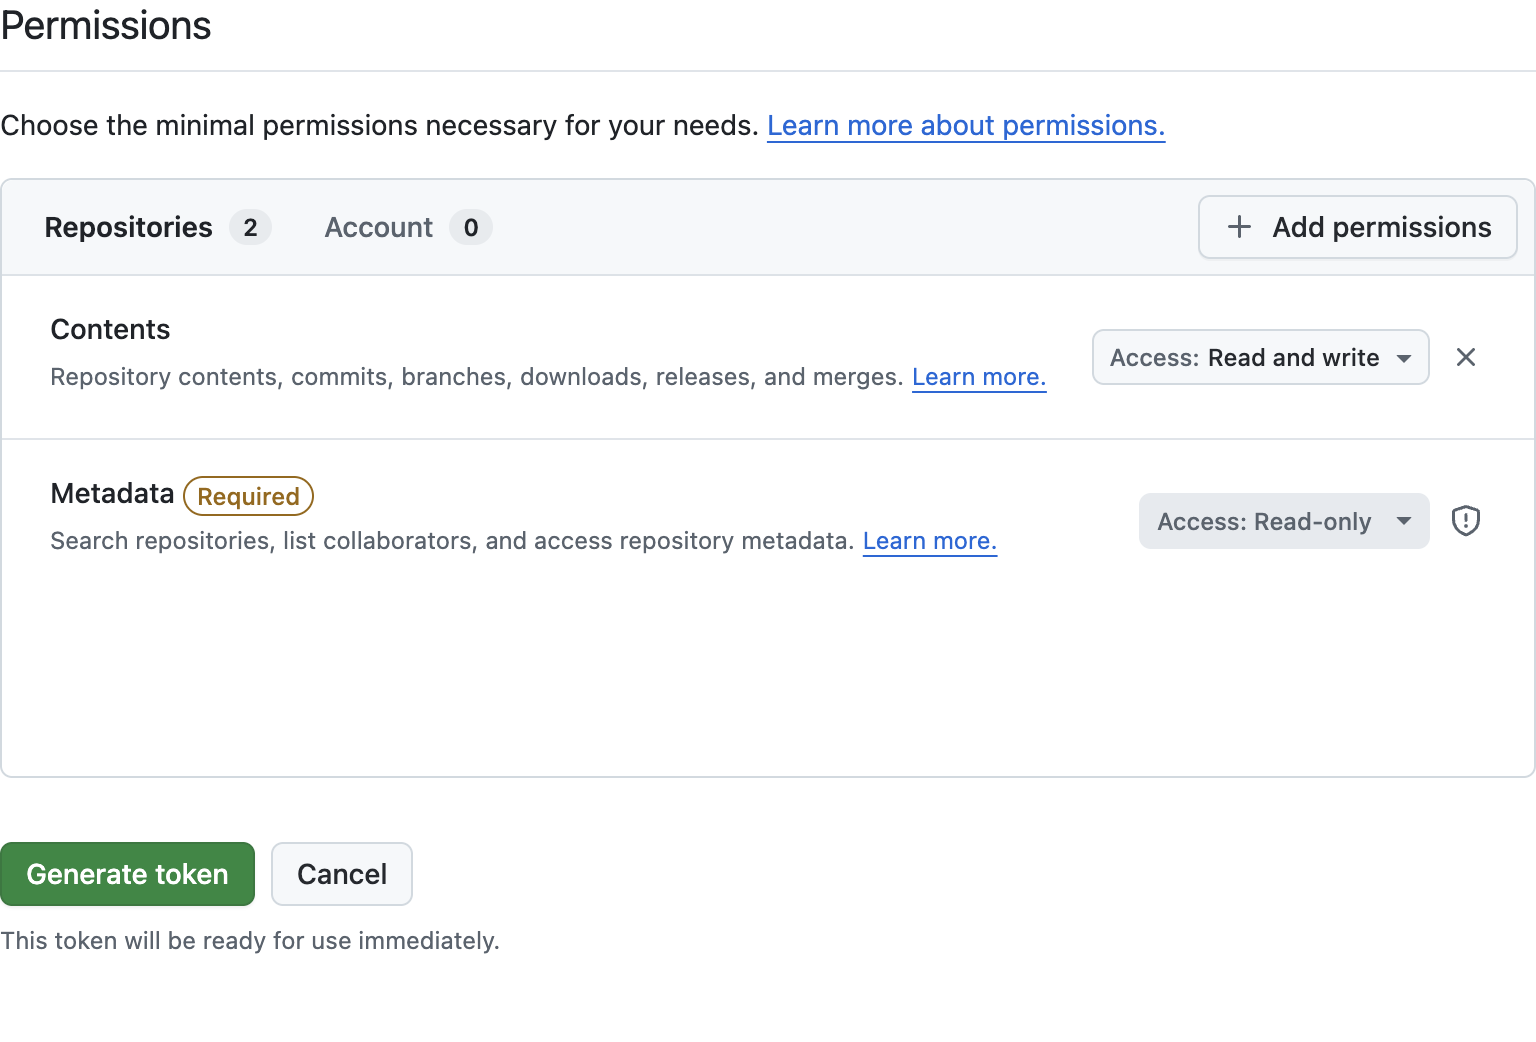 Permissions
Choose the minimal permissions necessary for your needs. Learn more about permissions.
Repositories 2 Account 0 Add permissions
Contents
Repository contents, commits, branches, downloads, releases, and merges. Learn more.
Access: Read and write
Metadata Required
Search repositories, list collaborators, and access repository metadata. Learn more.
Access: Read-only
Generate token Cancel
This token will be ready for use immediately.